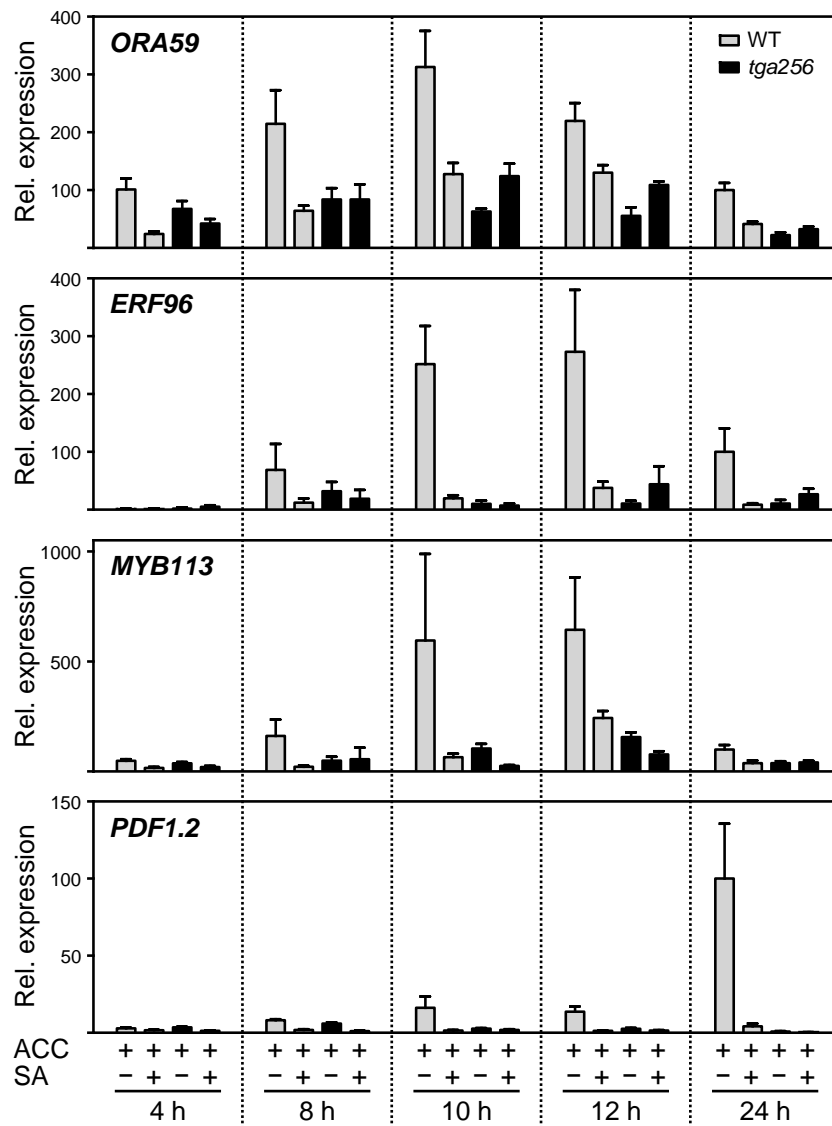 ORA59
WT
tga256
Rel. expression
400
300
200
100
ERF96
Rel. expression
400
300
200
100
MYB113
Rel. expression
1000
500
PDF1.2
Rel. expression
150
100
50
ACC + + + + + + + + + + + + + + + + + + + +
SA − + − + − + − + − + − + − + − + − + − +
4 h 8 h 10 h 12 h 24 h